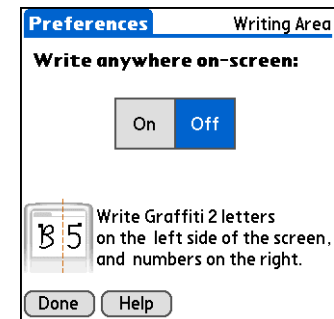 Preferences Writing Area
Write anywhere on-screen:
On Off
B 5
Write Graffiti 2 letters
on the left side of the screen,
and numbers on the right.
Done Help